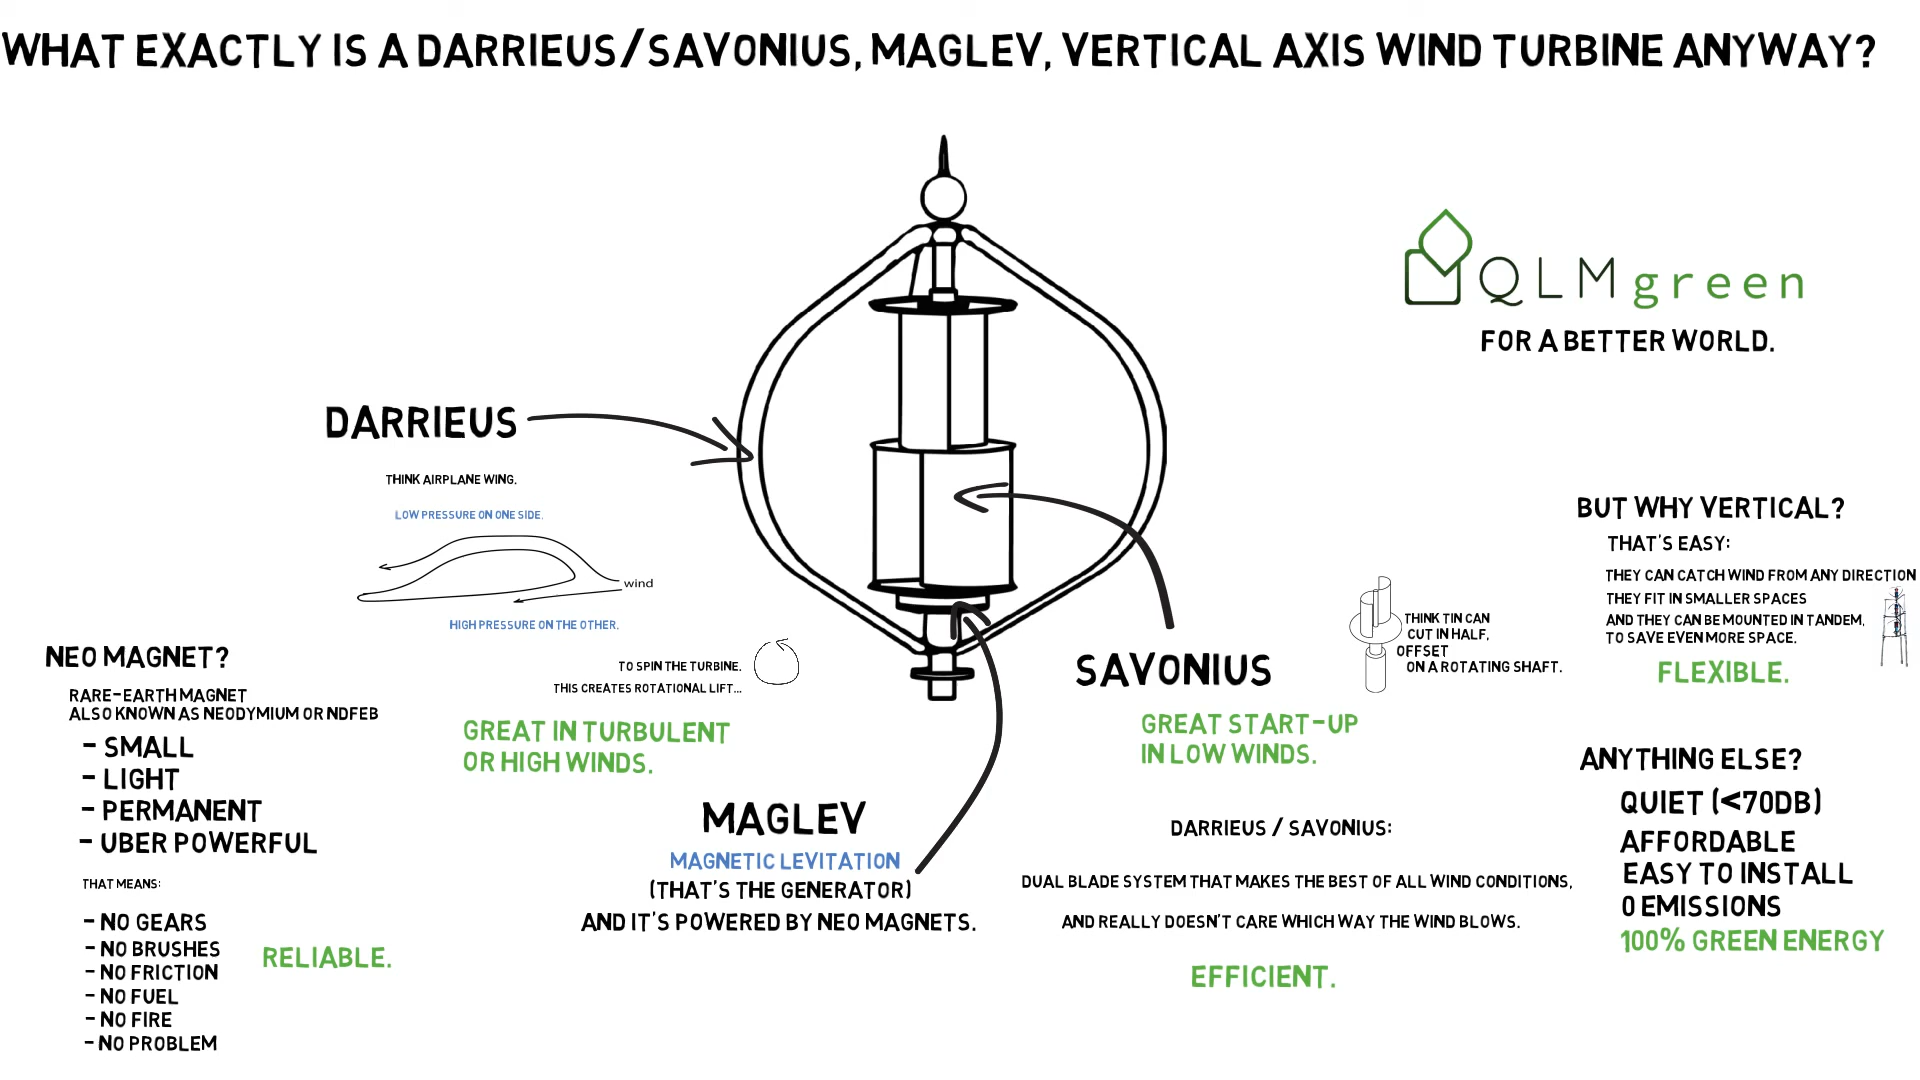 WHAT EXACTLY IS A DARRIEUS/SAVONIUS, MAGLEV, VERTICAL AXIS WIND TURBINE ANYWAY?
QLMgreen
FOR A BETTER WORLD.
DARRIEUS
THINK AIRPLANE WING.
LOW PRESSURE ON ONE SIDE.
wind
HIGH PRESSURE ON THE OTHER.
TO SPIN THE TURBINE.
THIS CREATES ROTATIONAL LIFT...
GREAT IN TURBULENT
OR HIGH WINDS.
NEO MAGNET?
RARE-EARTH MAGNET
ALSO KNOWN AS NEODYMIUM OR NDFEB
- SMALL
- LIGHT
- PERMANENT
- UBER POWERFUL
THAT MEANS:
- NO GEARS
- NO BRUSHES
- NO FRICTION
- NO FUEL
- NO FIRE
- NO PROBLEM
RELIABLE.
MAGLEV
MAGNETIC LEVITATION
(THAT'S THE GENERATOR)
AND IT'S POWERED BY NEO MAGNETS.
SAVONIUS
THINK TIN CAN
CUT IN HALF,
OFFSET
ON A ROTATING SHAFT.
GREAT START-UP
IN LOW WINDS.
DARRIEUS / SAVONIUS:
DUAL BLADE SYSTEM THAT MAKES THE BEST OF ALL WIND CONDITIONS,
AND REALLY DOESN'T CARE WHICH WAY THE WIND BLOWS.
EFFICIENT.
BUT WHY VERTICAL?
THAT'S EASY:
THEY CAN CATCH WIND FROM ANY DIRECTION
THEY FIT IN SMALLER SPACES
AND THEY CAN BE MOUNTED IN TANDEM,
TO SAVE EVEN MORE SPACE.
FLEXIBLE.
ANYTHING ELSE?
QUIET (<70DB)
AFFORDABLE
EASY TO INSTALL
0 EMISSIONS
100% GREEN ENERGY